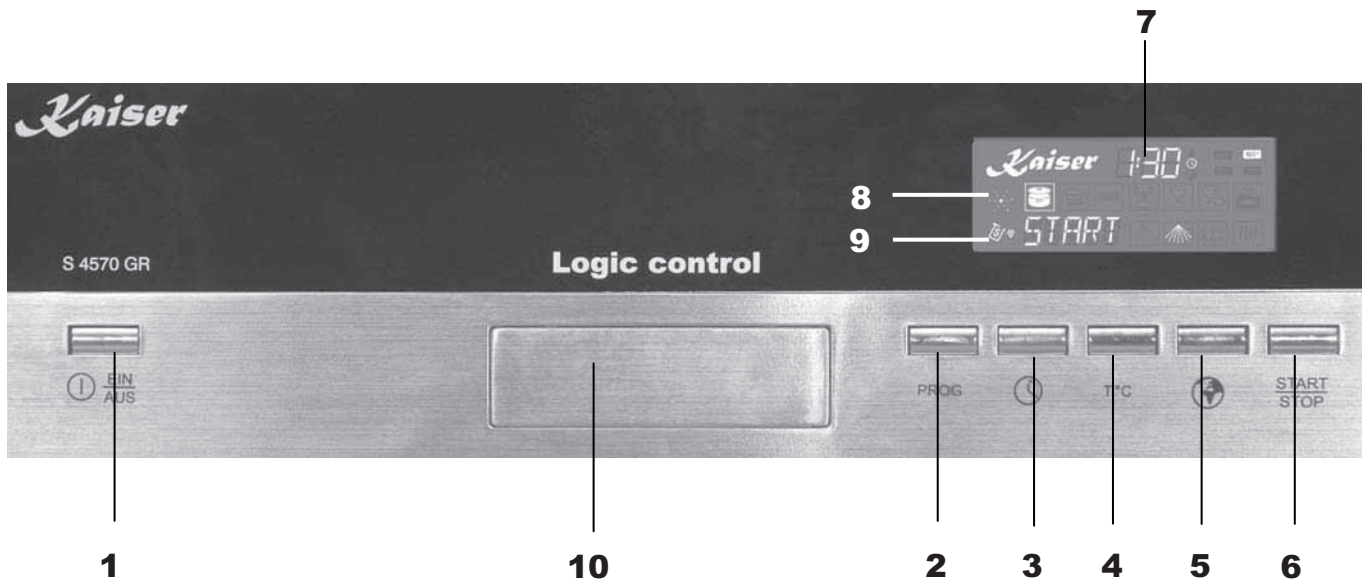 7
Kaiser
Kaiser 1:30
8
9 START
S 4570 GR
Logic control
EIN
AUS
PROG
T°C
START
STOP
1
10
2
3
4
5
6